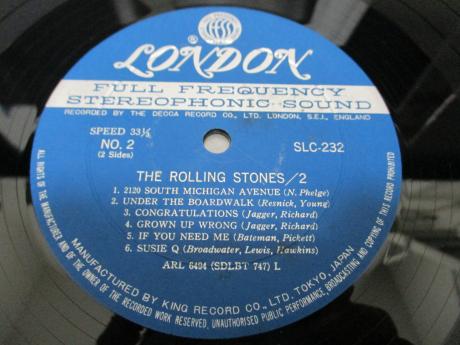 ® LONDON
FULL FREQUENCY
STEREOPHONIC SOUND
RECORDED BY THE DECCA RECORD CO., LTD. LONDON, S.E.I., ENGLAND
SPEED 33⅓
NO. 2
(2 Sides)
SLC-232
THE ROLLING STONES/2
1. 2120 SOUTH MICHIGAN AVENUE (N. Phelge)
2. UNDER THE BOARDWALK (Resnick, Young)
3. CONGRATULATIONS (Jagger, Richard)
4. GROWN UP WRONG (Jagger, Richard)
5. IF YOU NEED ME (Bateman, Pickett)
6. SUSIE Q (Broadwater, Lewis, Hawkins)
ARL 6494 (SDLBT 747) L
MANUFACTURED BY KING RECORD CO., LTD. TOKYO, JAPAN
ALL RIGHTS OF THE MANUFACTURER AND OF THE OWNER OF THE RECORDED WORK RESERVED, UNAUTHORISED PUBLIC PERFORMANCE, BROADCASTING AND COPYING OF THIS RECORD PROHIBITED